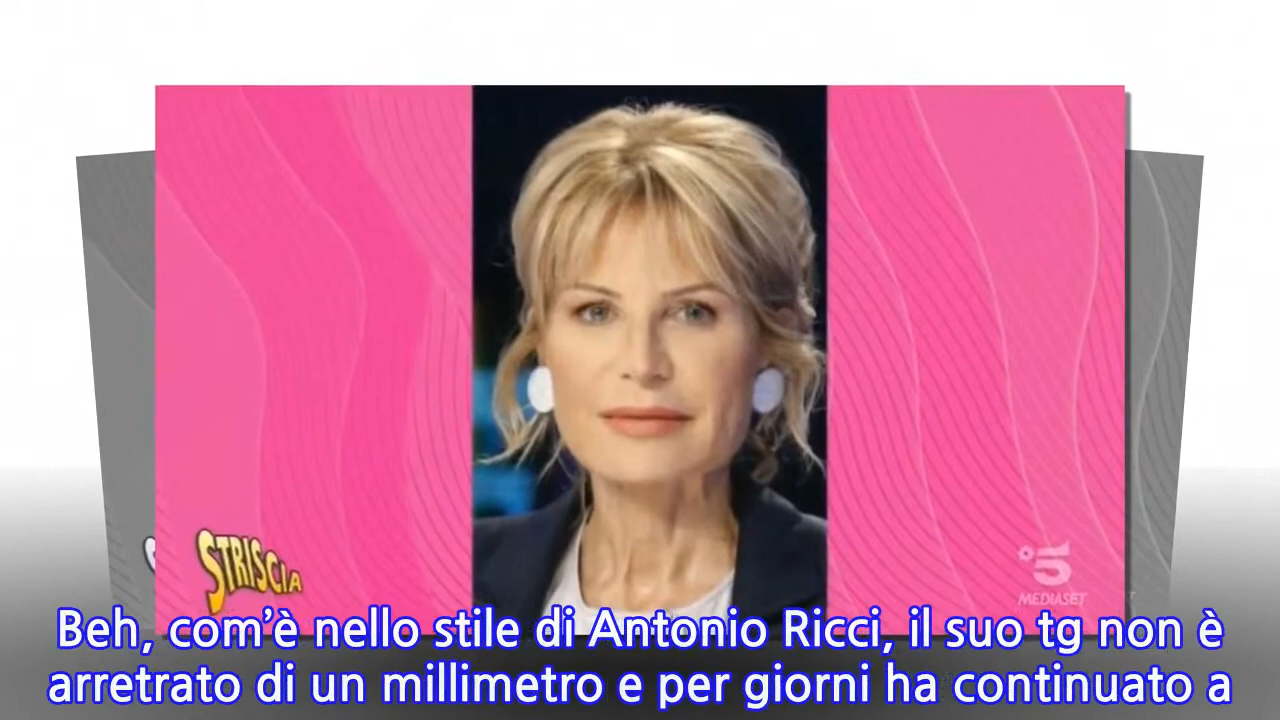 STRISCIA
5
MEDIASET
Beh, com'è nello stile di Antonio Ricci, il suo tg non è
arretrato di un millimetro e per giorni ha continuato a